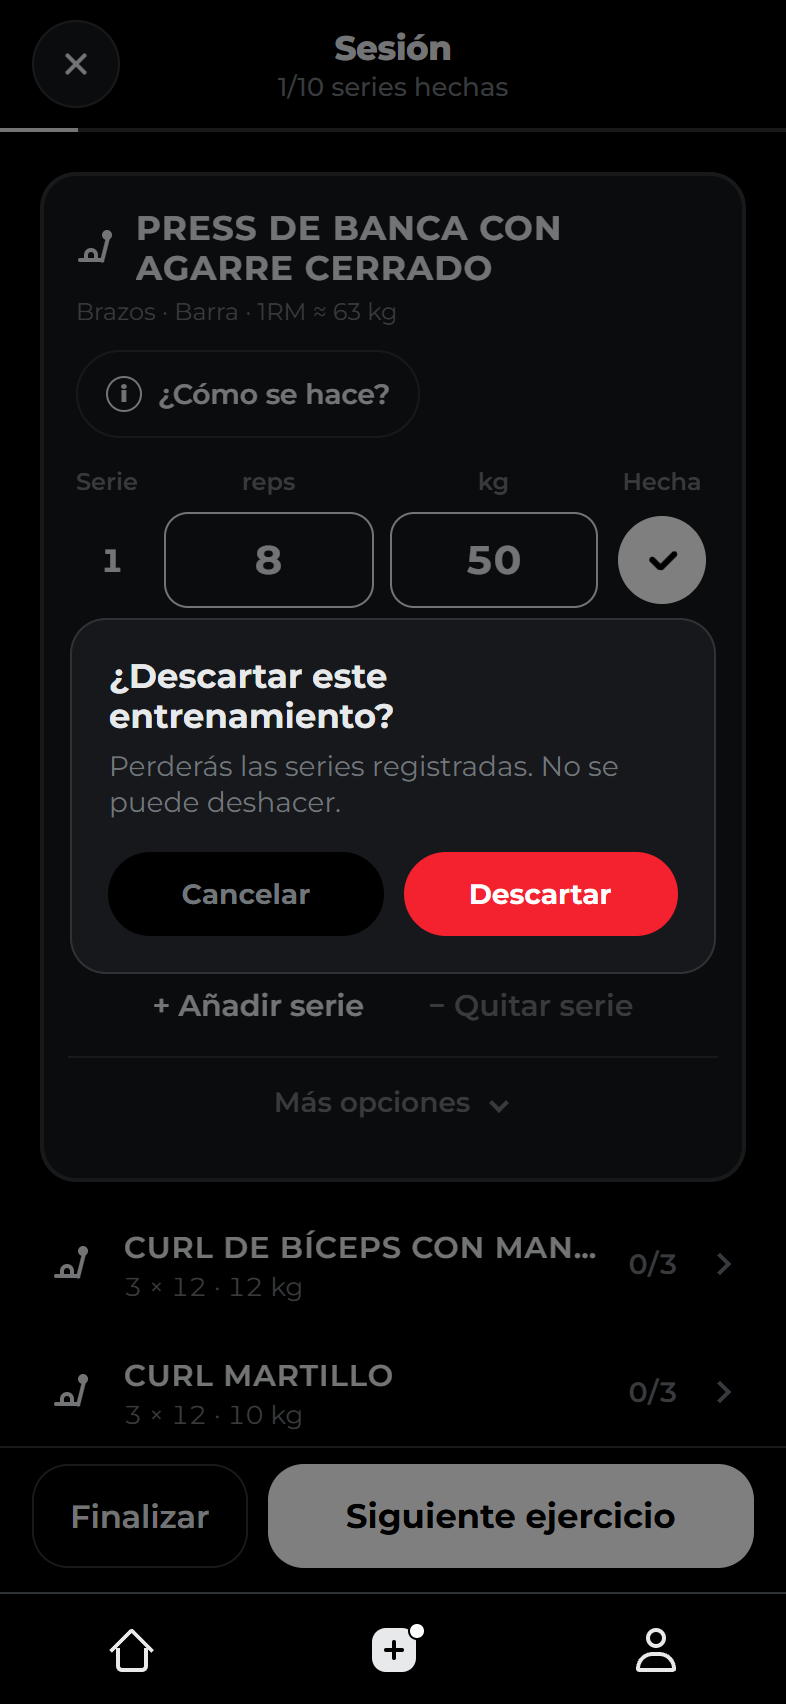 Sesión
1/10 series hechas
PRESS DE BANCA CON
AGARRE CERRADO
Brazos · Barra · 1RM ≈ 63 kg
¿Cómo se hace?
Serie reps kg Hecha
1 8 50
¿Descartar este
entrenamiento?
Perderás las series registradas. No se
puede deshacer.
Cancelar Descartar
+ Añadir serie − Quitar serie
Más opciones
CURL DE BÍCEPS CON MAN... 0/3
3 × 12 · 12 kg
CURL MARTILLO 0/3
3 × 12 · 10 kg
Finalizar Siguiente ejercicio